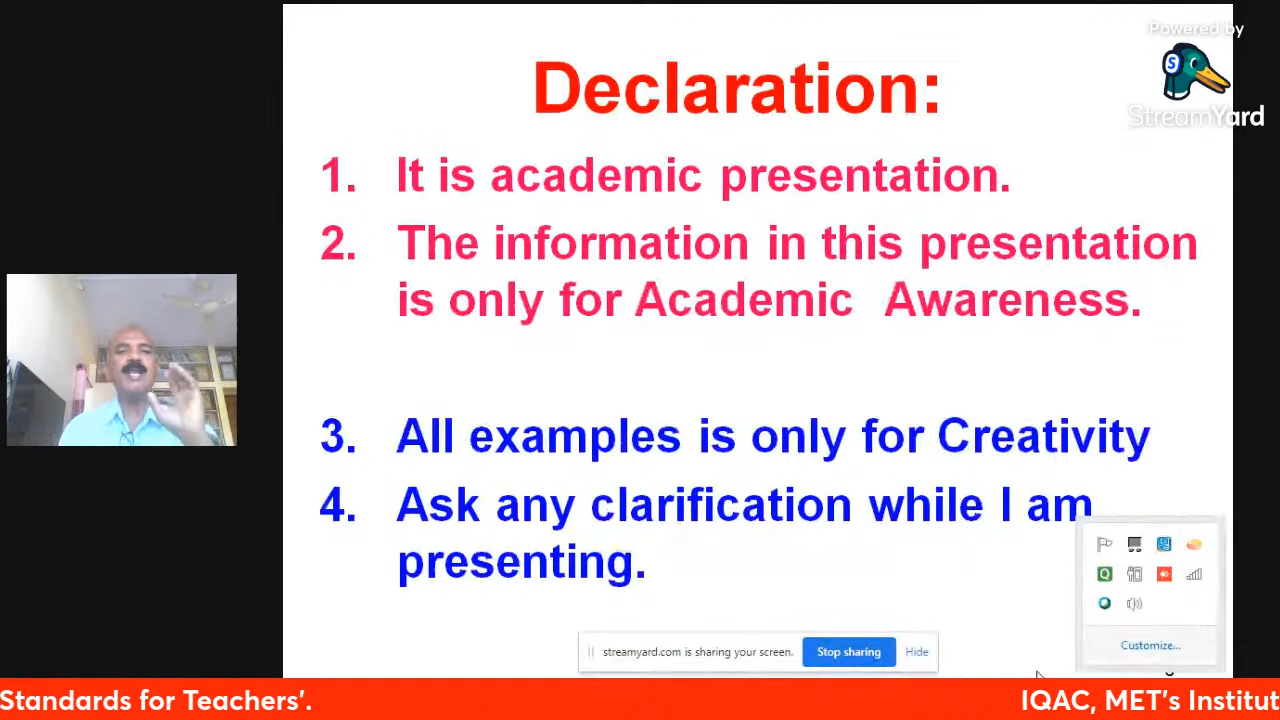 Powered by
StreamYard
Declaration:
1. It is academic presentation.
2. The information in this presentation
is only for Academic Awareness.
3. All examples is only for Creativity
4. Ask any clarification while I am
presenting.
Customize...
streamyard.com is sharing your screen. Stop sharing Hide
Standards for Teachers'. IQAC, MET's Institut